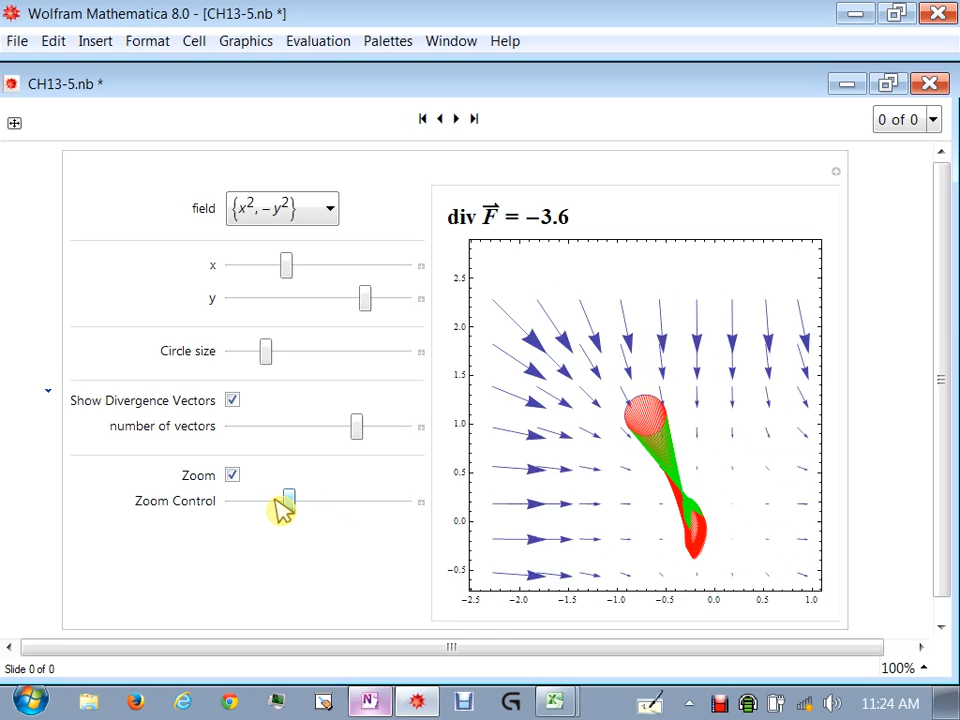 Wolfram Mathematica 8.0 - [CH13-5.nb *]
File Edit Insert Format Cell Graphics Evaluation Palettes Window Help
CH13-5.nb *
0 of 0
field {x², −y²}
div F⃗ = −3.6
x
y
Circle size
Show Divergence Vectors
number of vectors
Zoom
Zoom Control
2.5
2.0
1.5
1.0
0.5
0.0
−0.5
−2.5 −2.0 −1.5 −1.0 −0.5 0.0 0.5 1.0
Slide 0 of 0
100%
11:24 AM